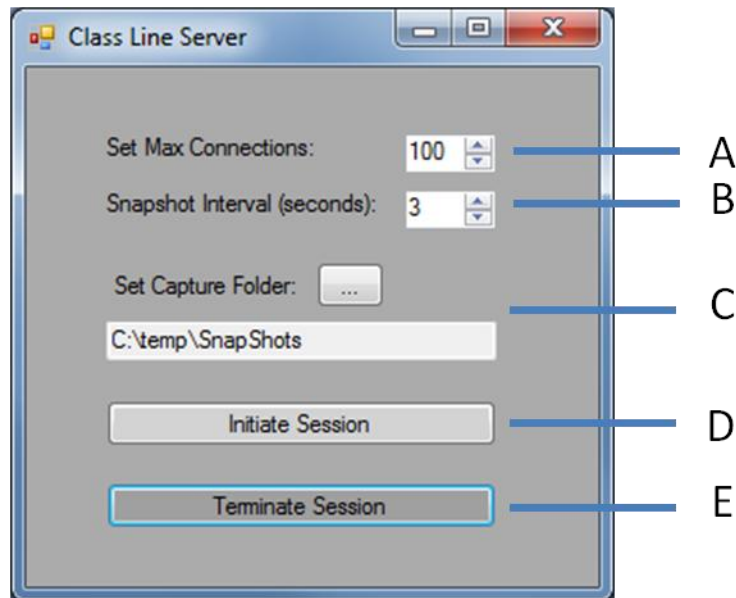 Class Line Server
Set Max Connections: 100 A
Snapshot Interval (seconds): 3 B
Set Capture Folder: ... C
C:\temp\SnapShots
Initiate Session D
Terminate Session E